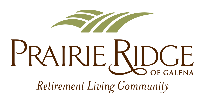 PRAIRIE RIDGE
OF GALENA
Retirement Living Community